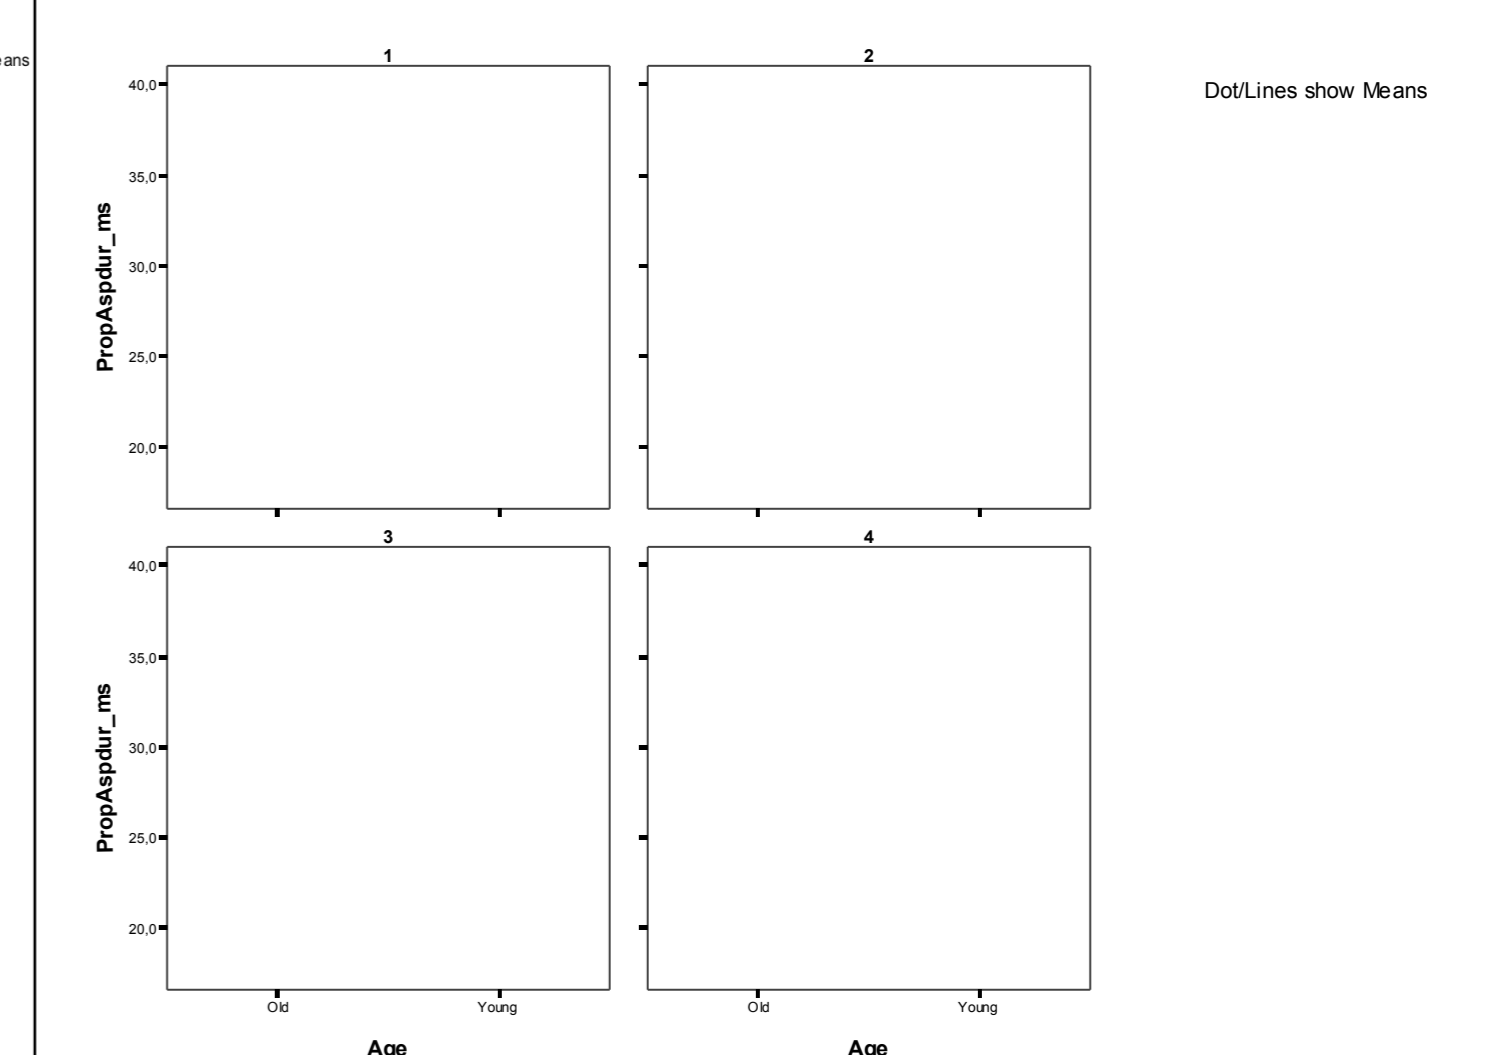 eans
1
2
Dot/Lines show Means
40,0
35,0
30,0
25,0
20,0
PropAspdur_ms
3
4
40,0
35,0
30,0
25,0
20,0
PropAspdur_ms
Old
Young
Old
Young
Age
Age